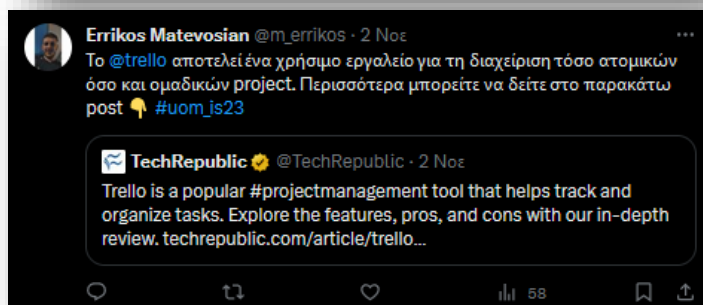 Errikos Matevosian @m_errikos · 2 Νοε
Το @trello αποτελεί ένα χρήσιμο εργαλείο για τη διαχείριση τόσο ατομικών
όσο και ομαδικών project. Περισσότερα μπορείτε να δείτε στο παρακάτω
post 👇 #uom_is23
TechRepublic @TechRepublic · 2 Νοε
Trello is a popular #projectmanagement tool that helps track and
organize tasks. Explore the features, pros, and cons with our in-depth
review. techrepublic.com/article/trello...
58